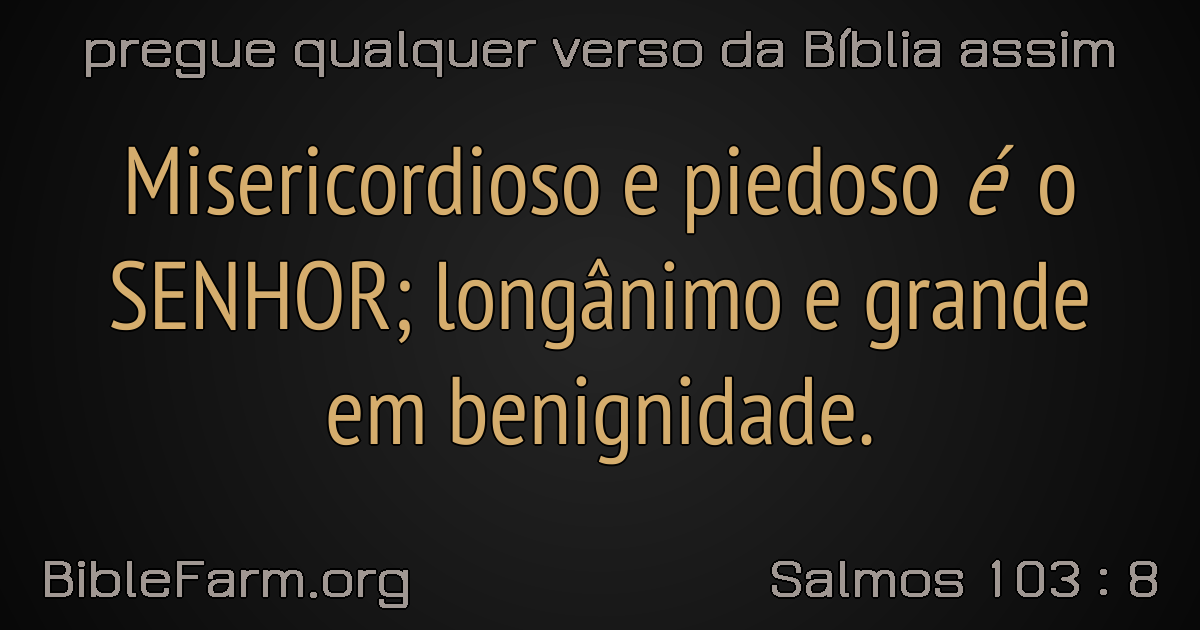 pregue qualquer verso da Bíblia assim
Misericordioso e piedoso é o
SENHOR; longânimo e grande
em benignidade.
BibleFarm.org
Salmos 103 : 8